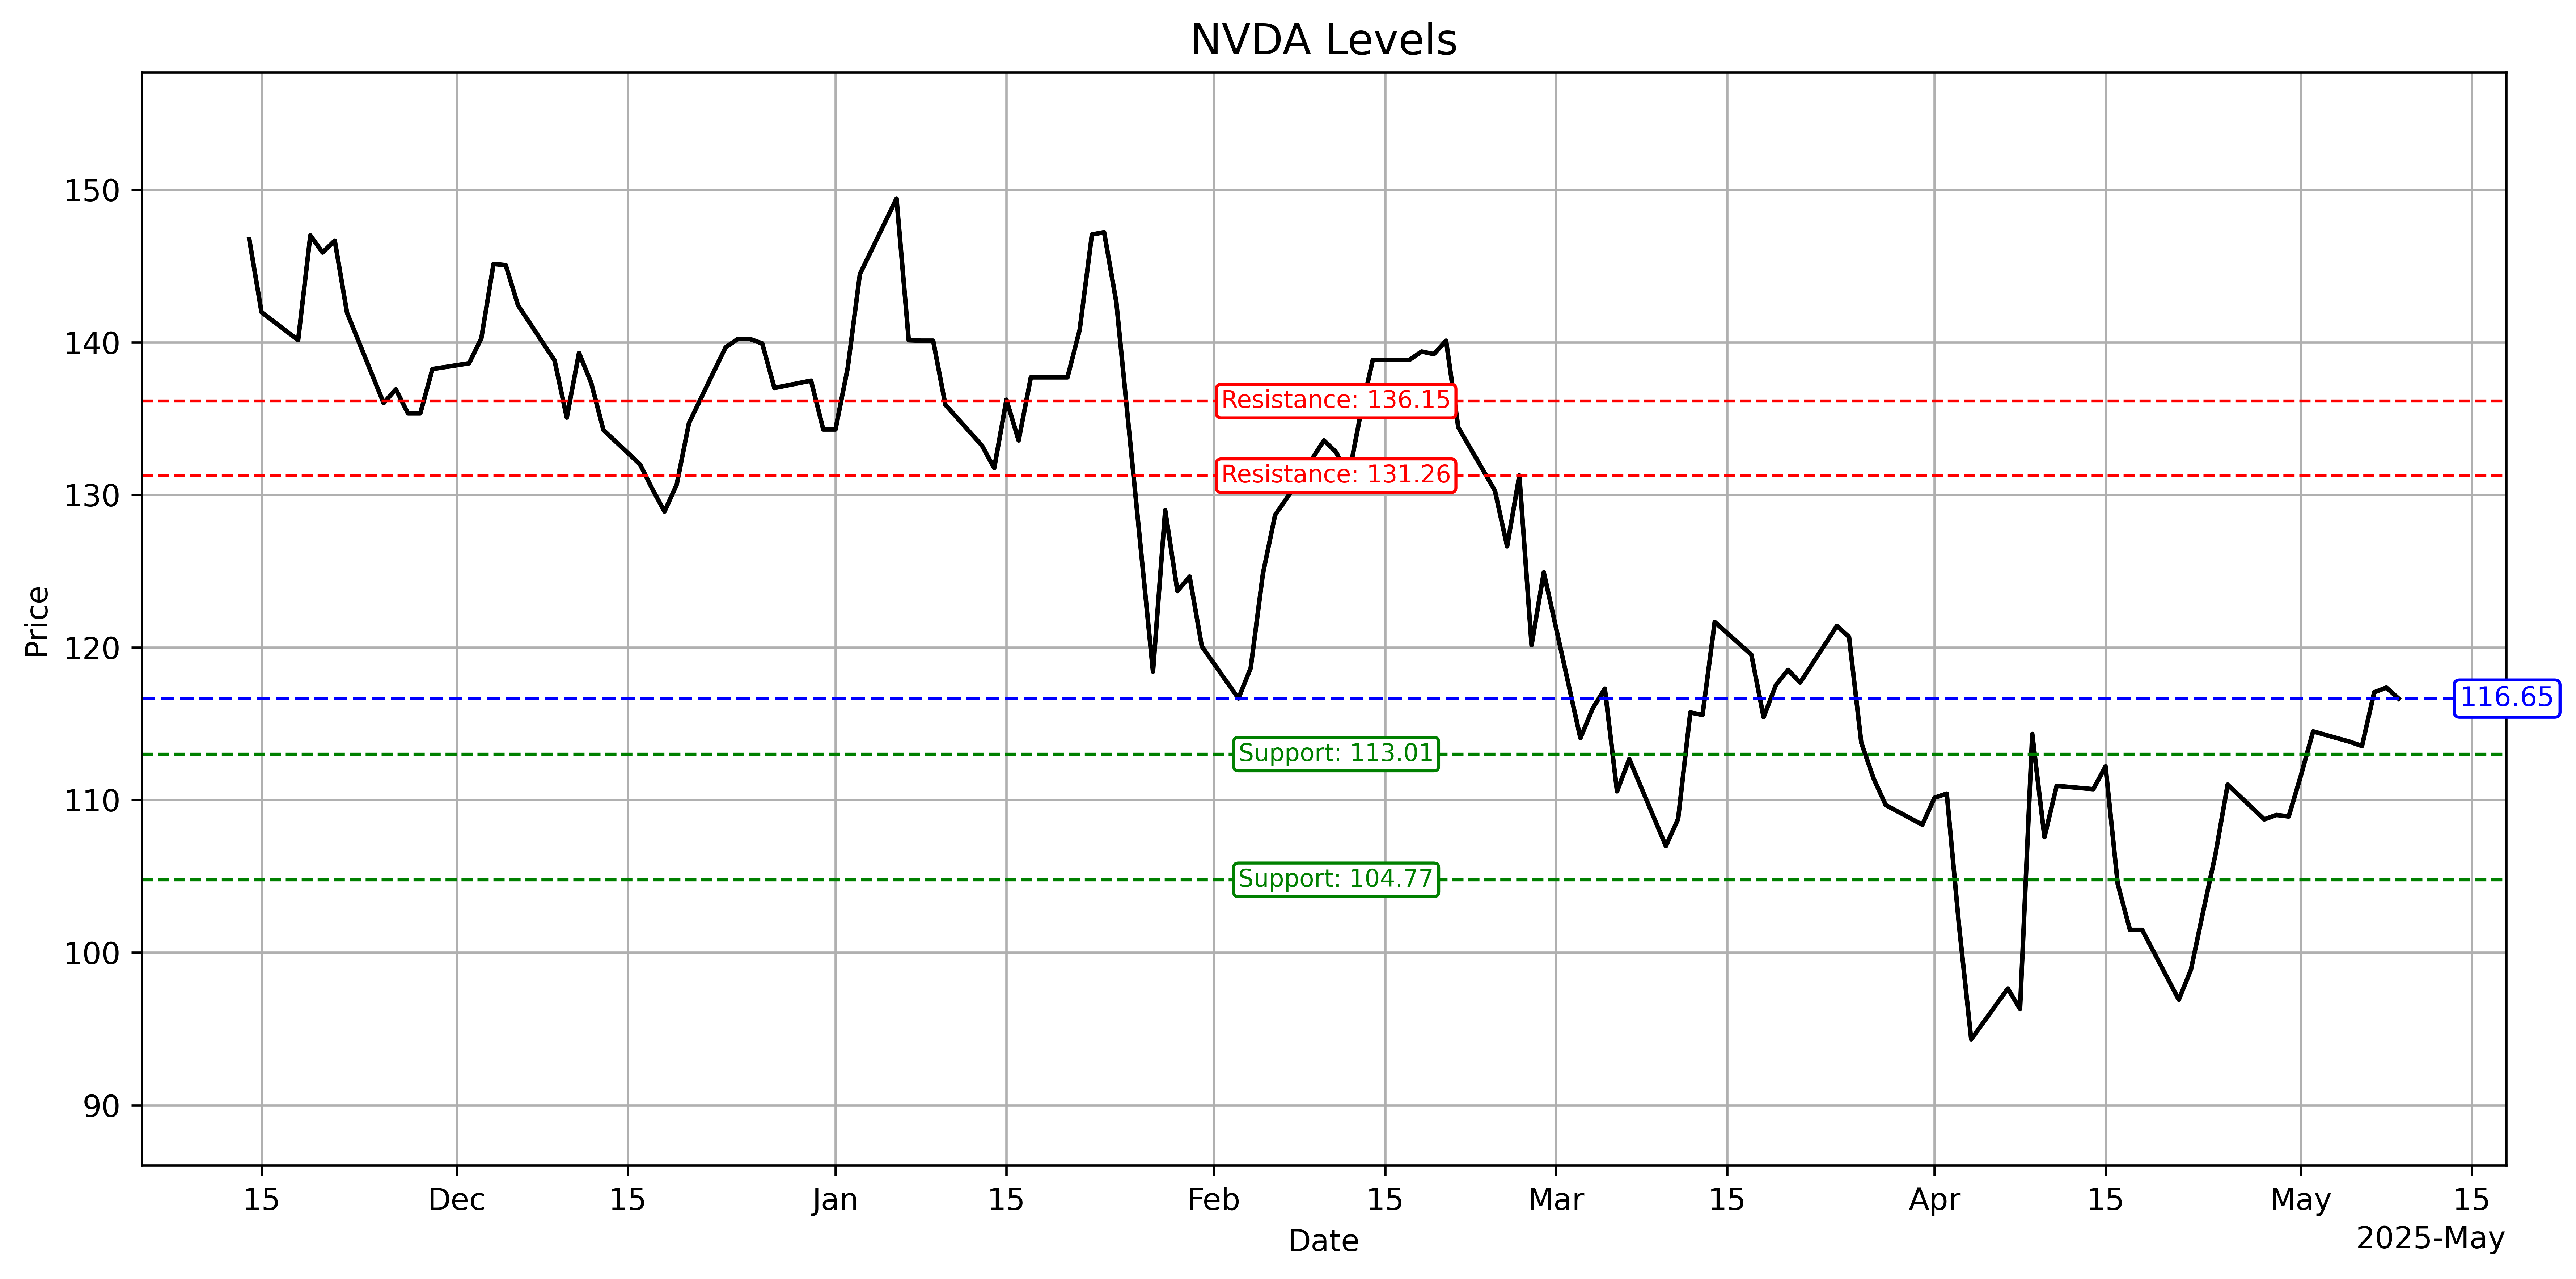 NVDA Levels
Price
150
140
130
120
110
100
90
Resistance: 136.15
Resistance: 131.26
116.65
Support: 113.01
Support: 104.77
15 Dec 15 Jan 15 Feb 15 Mar 15 Apr 15 May 15
Date
2025-May